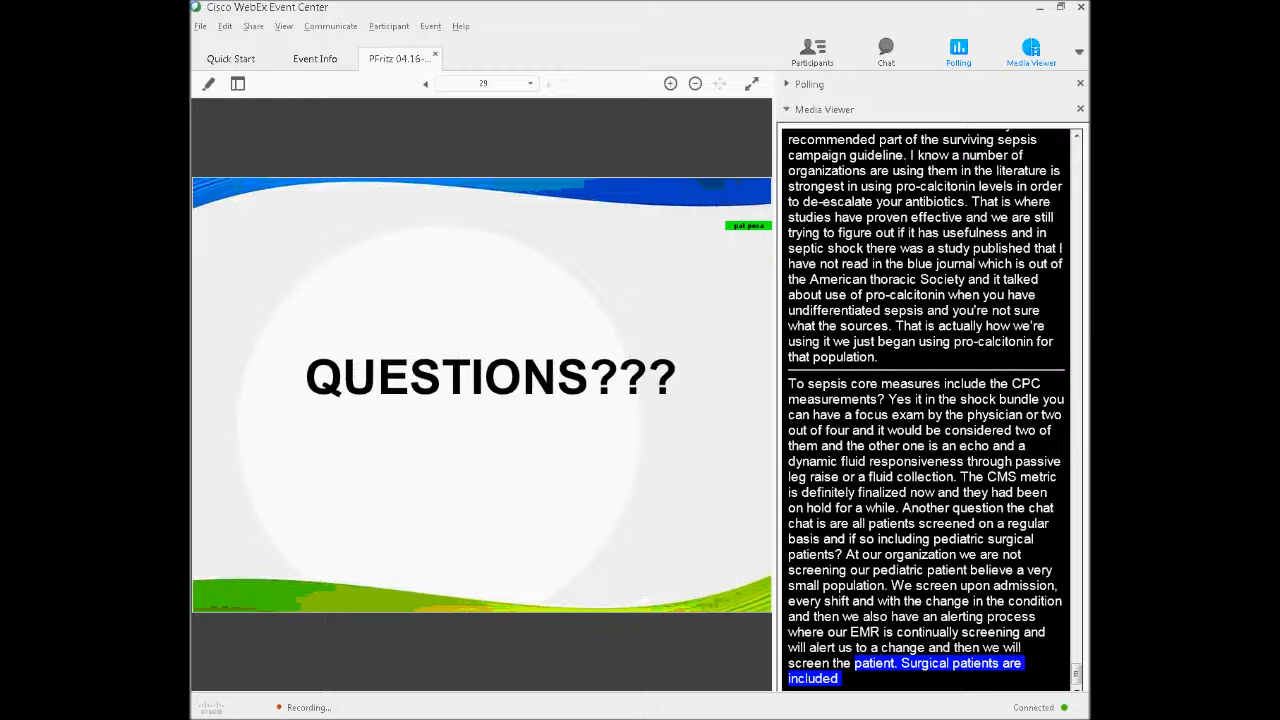 Cisco WebEx Event Center
File Edit Share View Communicate Participant Event Help
Quick Start Event Info PFritz 04.16-...
Participants Chat Polling Media Viewer
29
Polling
Media Viewer
pat posa
QUESTIONS???
recommended part of the surviving sepsis
campaign guideline. I know a number of
organizations are using them in the literature is
strongest in using pro-calcitonin levels in order
to de-escalate your antibiotics. That is where
studies have proven effective and we are still
trying to figure out if it has usefulness and in
septic shock there was a study published that I
have not read in the blue journal which is out of
the American thoracic Society and it talked
about use of pro-calcitonin when you have
undifferentiated sepsis and you're not sure
what the sources. That is actually how we're
using it we just began using pro-calcitonin for
that population.
To sepsis core measures include the CPC
measurements? Yes it in the shock bundle you
can have a focus exam by the physician or two
out of four and it would be considered two of
them and the other one is an echo and a
dynamic fluid responsiveness through passive
leg raise or a fluid collection. The CMS metric
is definitely finalized now and they had been
on hold for a while. Another question the chat
chat is are all patients screened on a regular
basis and if so including pediatric surgical
patients? At our organization we are not
screening our pediatric patient believe a very
small population. We screen upon admission,
every shift and with the change in the condition
and then we also have an alerting process
where our EMR is continually screening and
will alert us to a change and then we will
screen the patient. Surgical patients are
included
CISCO
Recording...
Connected